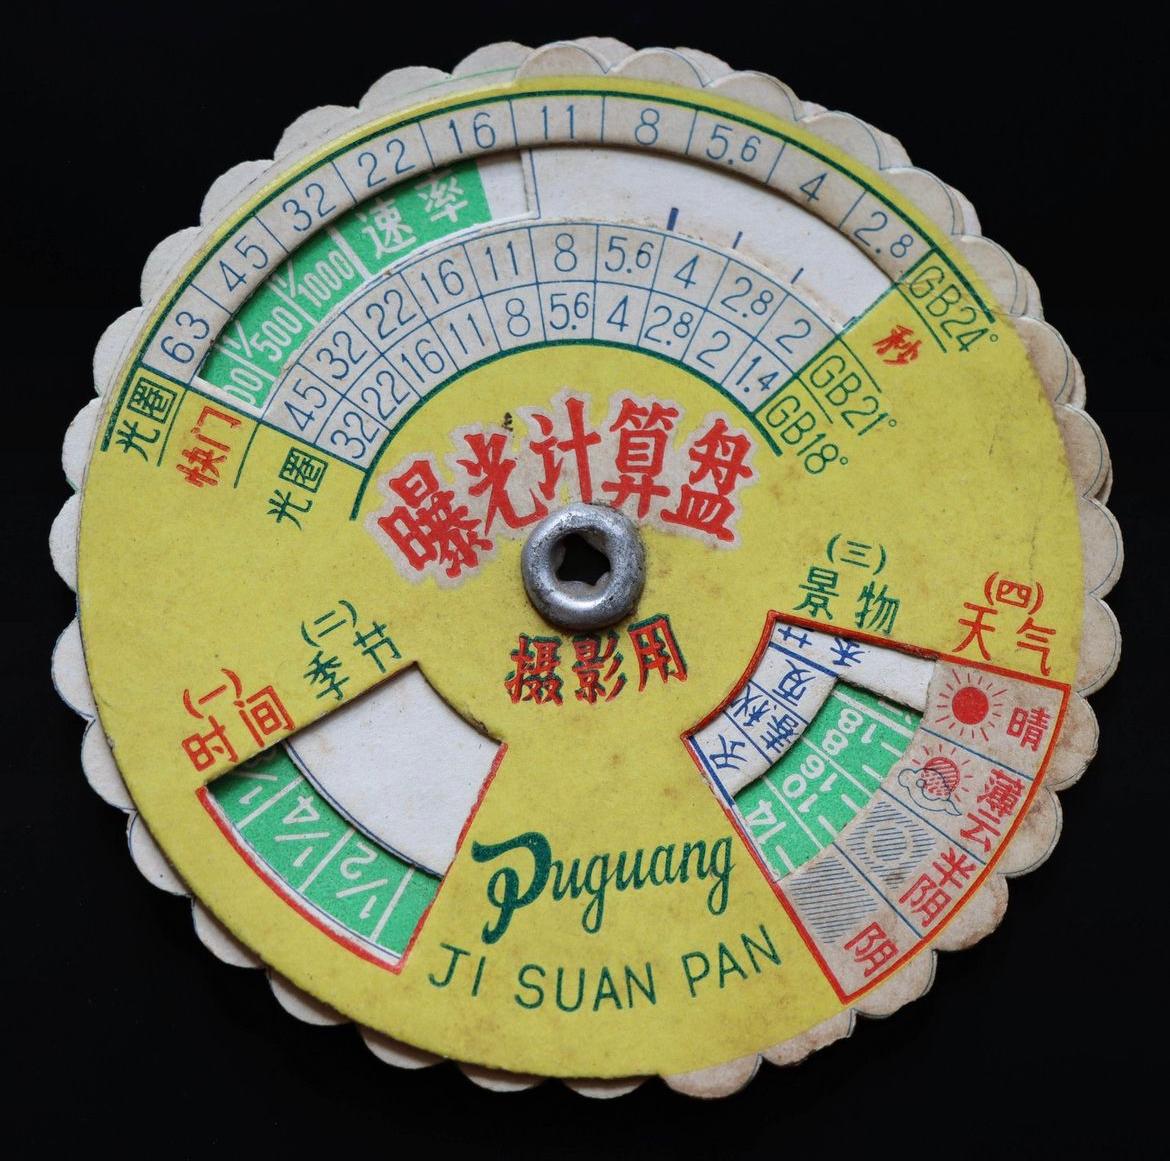 63 45 32 22 16 11 8 5.6 4 2.8 GB24°
光圈
快门
1/500 1/1000 速率
秒
光圈
45 32 22 16 11 8 5.6 4 2.8 2 GB21°
32 22 16 11 8 5.6 4 2.8 2 1.4 GB18°
曝光计算盘
摄影用
(一)
时间
(二)
季节
(三)
景物
(四)
天气
1/4 1/2
晴
薄云
半阴
阴
Puguang
JI SUAN PAN